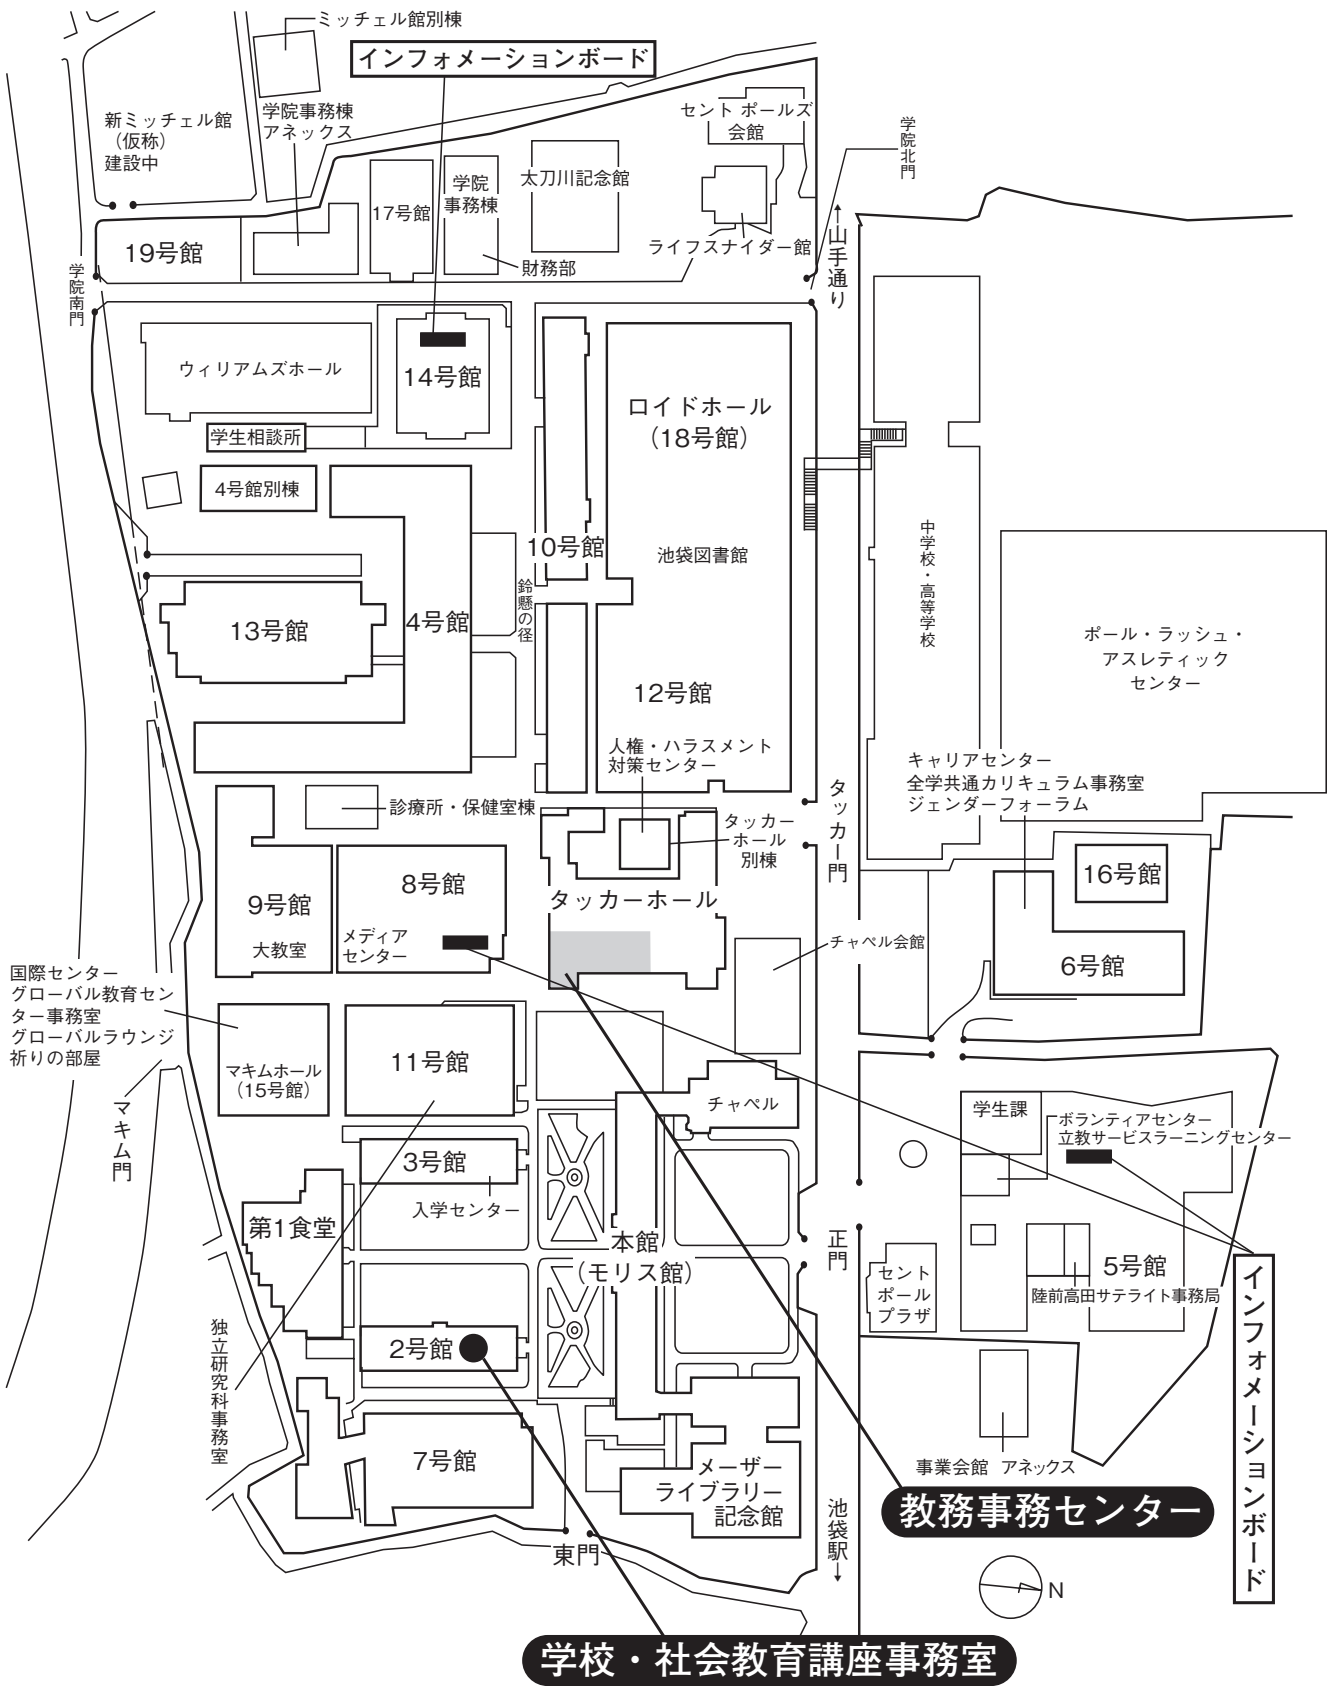 ミッチェル館別棟
インフォメーションボード
新ミッチェル館
（仮称）
建設中
学院事務棟
アネックス
セント ポールズ
会館
学院北門
17号館
学院
事務棟
太刀川記念館
19号館
財務部
ライフスナイダー館
←山手通り
学院南門
ウィリアムズホール
14号館
ロイドホール
（18号館）
学生相談所
4号館別棟
10号館
池袋図書館
中学校・高等学校
鈴懸の径
13号館
4号館
ポール・ラッシュ・
アスレティック
センター
12号館
人権・ハラスメント
対策センター
キャリアセンター
全学共通カリキュラム事務室
ジェンダーフォーラム
診療所・保健室棟
タッカー
ホール
別棟
タッカー門
16号館
8号館
9号館
大教室
メディア
センター
タッカーホール
チャペル会館
6号館
国際センター
グローバル教育セン
ター事務室
グローバルラウンジ
祈りの部屋
マキムホール
（15号館）
11号館
チャペル
学生課
ボランティアセンター
立教サービスラーニングセンター
マキム門
3号館
入学センター
第1食堂
本館
（モリス館）
正門
セント
ポール
プラザ
5号館
陸前高田サテライト事務局
インフォメーションボード
独立研究科事務室
2号館
7号館
メーザー
ライブラリー
記念館
事業会館 アネックス
教務事務センター
池袋駅→
東門
N
学校・社会教育講座事務室